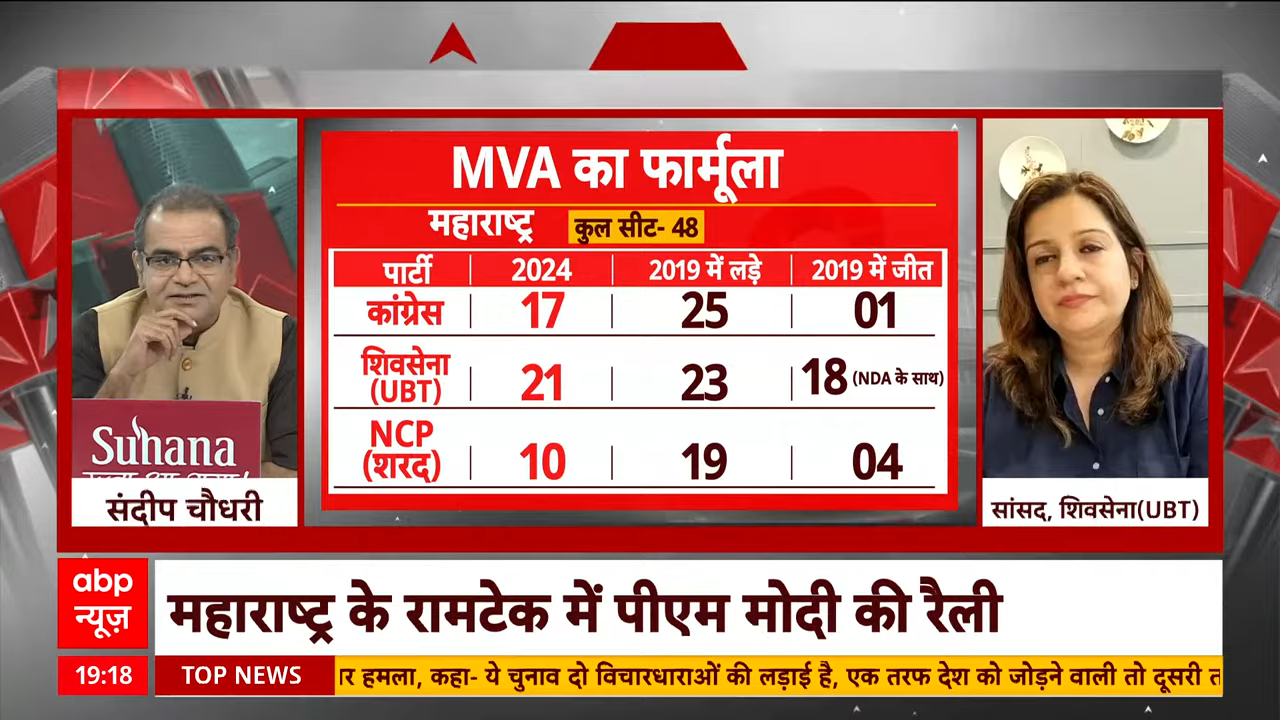 MVA का फार्मूला
महाराष्ट्र कुल सीट- 48
पार्टी 2024 2019 में लड़े 2019 में जीत
कांग्रेस 17 25 01
शिवसेना
(UBT) 21 23 18 (NDA के साथ)
NCP
(शरद) 10 19 04
Suhana
संदीप चौधरी
सांसद, शिवसेना(UBT)
abp
न्यूज़
महाराष्ट्र के रामटेक में पीएम मोदी की रैली
19:18 TOP NEWS हमला, कहा- ये चुनाव दो विचारधाराओं की लड़ाई है, एक तरफ देश को जोड़ने वाली तो दूसरी